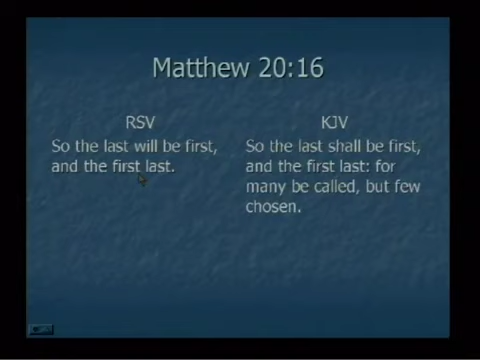 Matthew 20:16
RSV
So the last will be first,
and the first last.
KJV
So the last shall be first,
and the first last: for
many be called, but few
chosen.